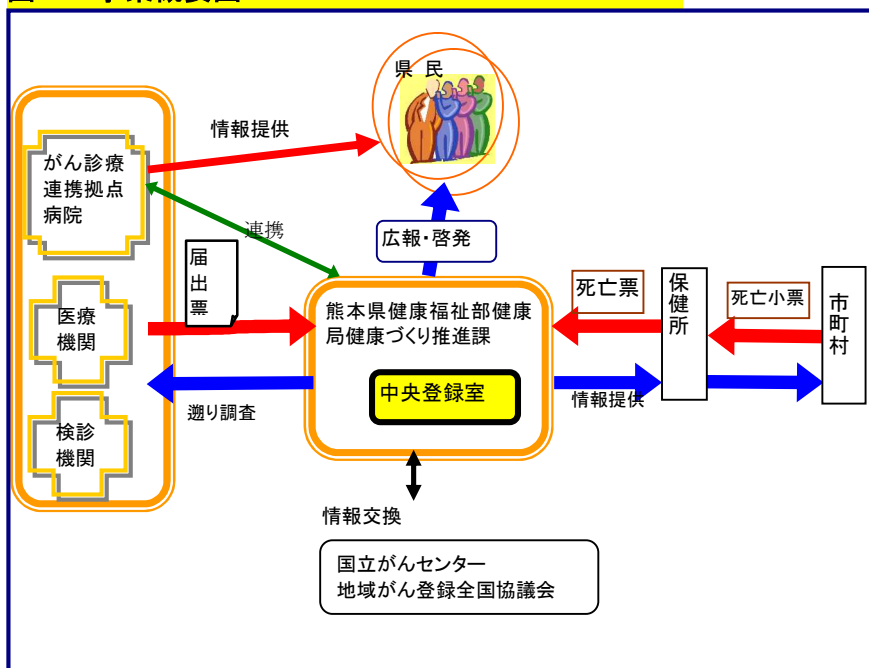 県 民
情報提供
がん診療
連携拠点
病院
連携
広報・啓発
届
出
票
医療
機関
熊本県健康福祉部健康
局健康づくり推進課
中央登録室
死亡票
保
健
所
死亡小票
市
町
村
遡り調査
情報提供
検診
機関
情報交換
国立がんセンター
地域がん登録全国協議会